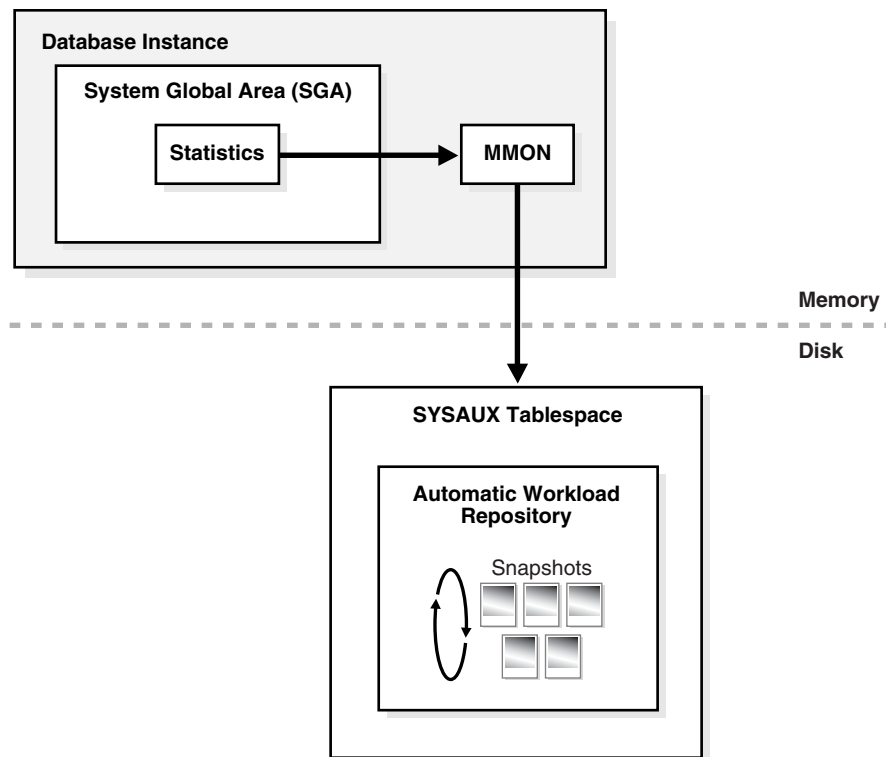 Database Instance
System Global Area (SGA)
Statistics
MMON
Memory
Disk
SYSAUX Tablespace
Automatic Workload
Repository
Snapshots